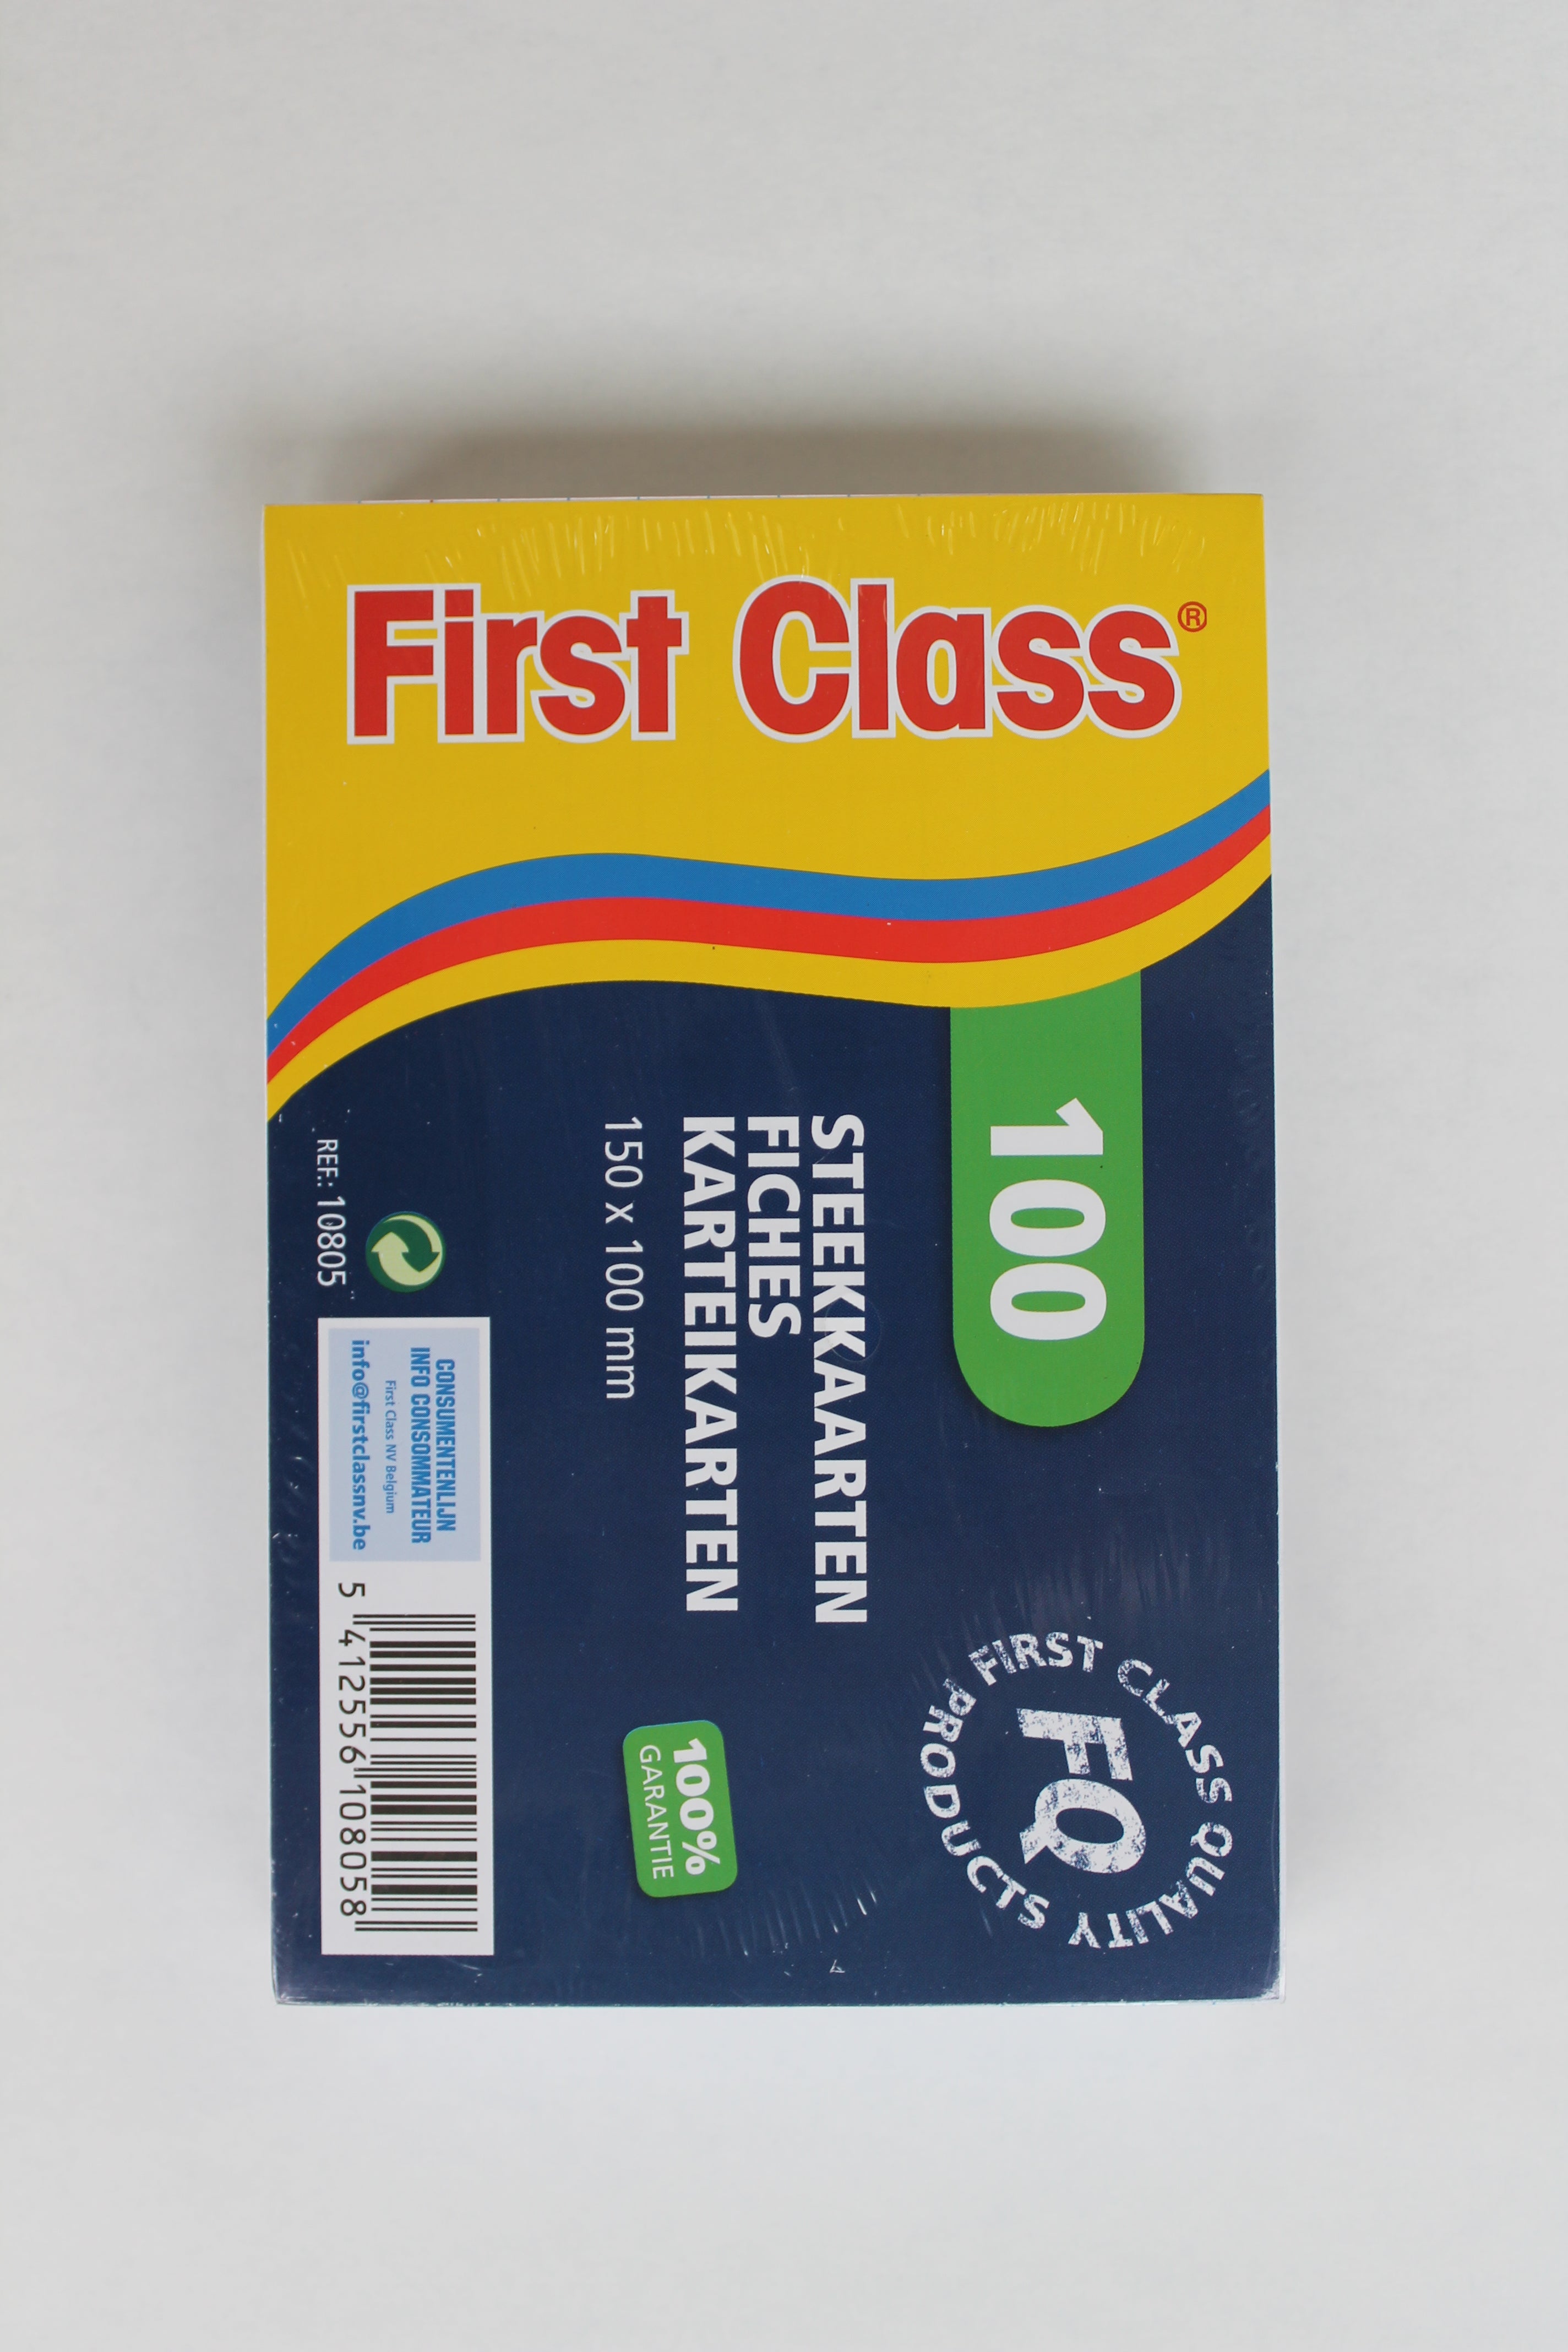 First Class®
100
STEEKKAARTEN
FICHES
KARTEIKARTEN
150 x 100 mm
FIRST CLASS QUALITY PRODUCTS
FQ
100%
GARANTIE
REF.: 10805
CONSUMENTENLIJN
INFO CONSOMMATEUR
First Class NV Belgium
info@firstclassnv.be
5 412556 108058